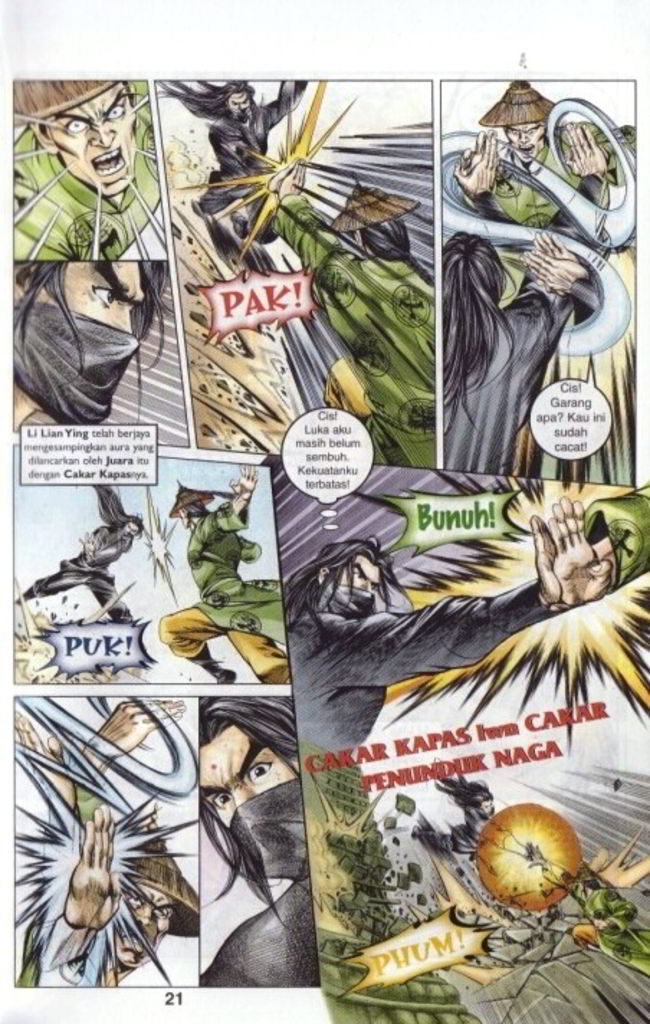 PAK!
Li Lian Ying telah berjaya
mengesampingkan aura yang
dilancarkan oleh Juara itu
dengan Cakar Kapasnya.
Cis!
Garang
apa? Kau ini
sudah
cacat!
Cis!
Luka aku
masih belum
sembuh.
Kekuatanku
terbatas!
PUK!
Bunuh!
CAKAR KAPAS lwn CAKAR
PENUNDUK NAGA
PHUM!
21